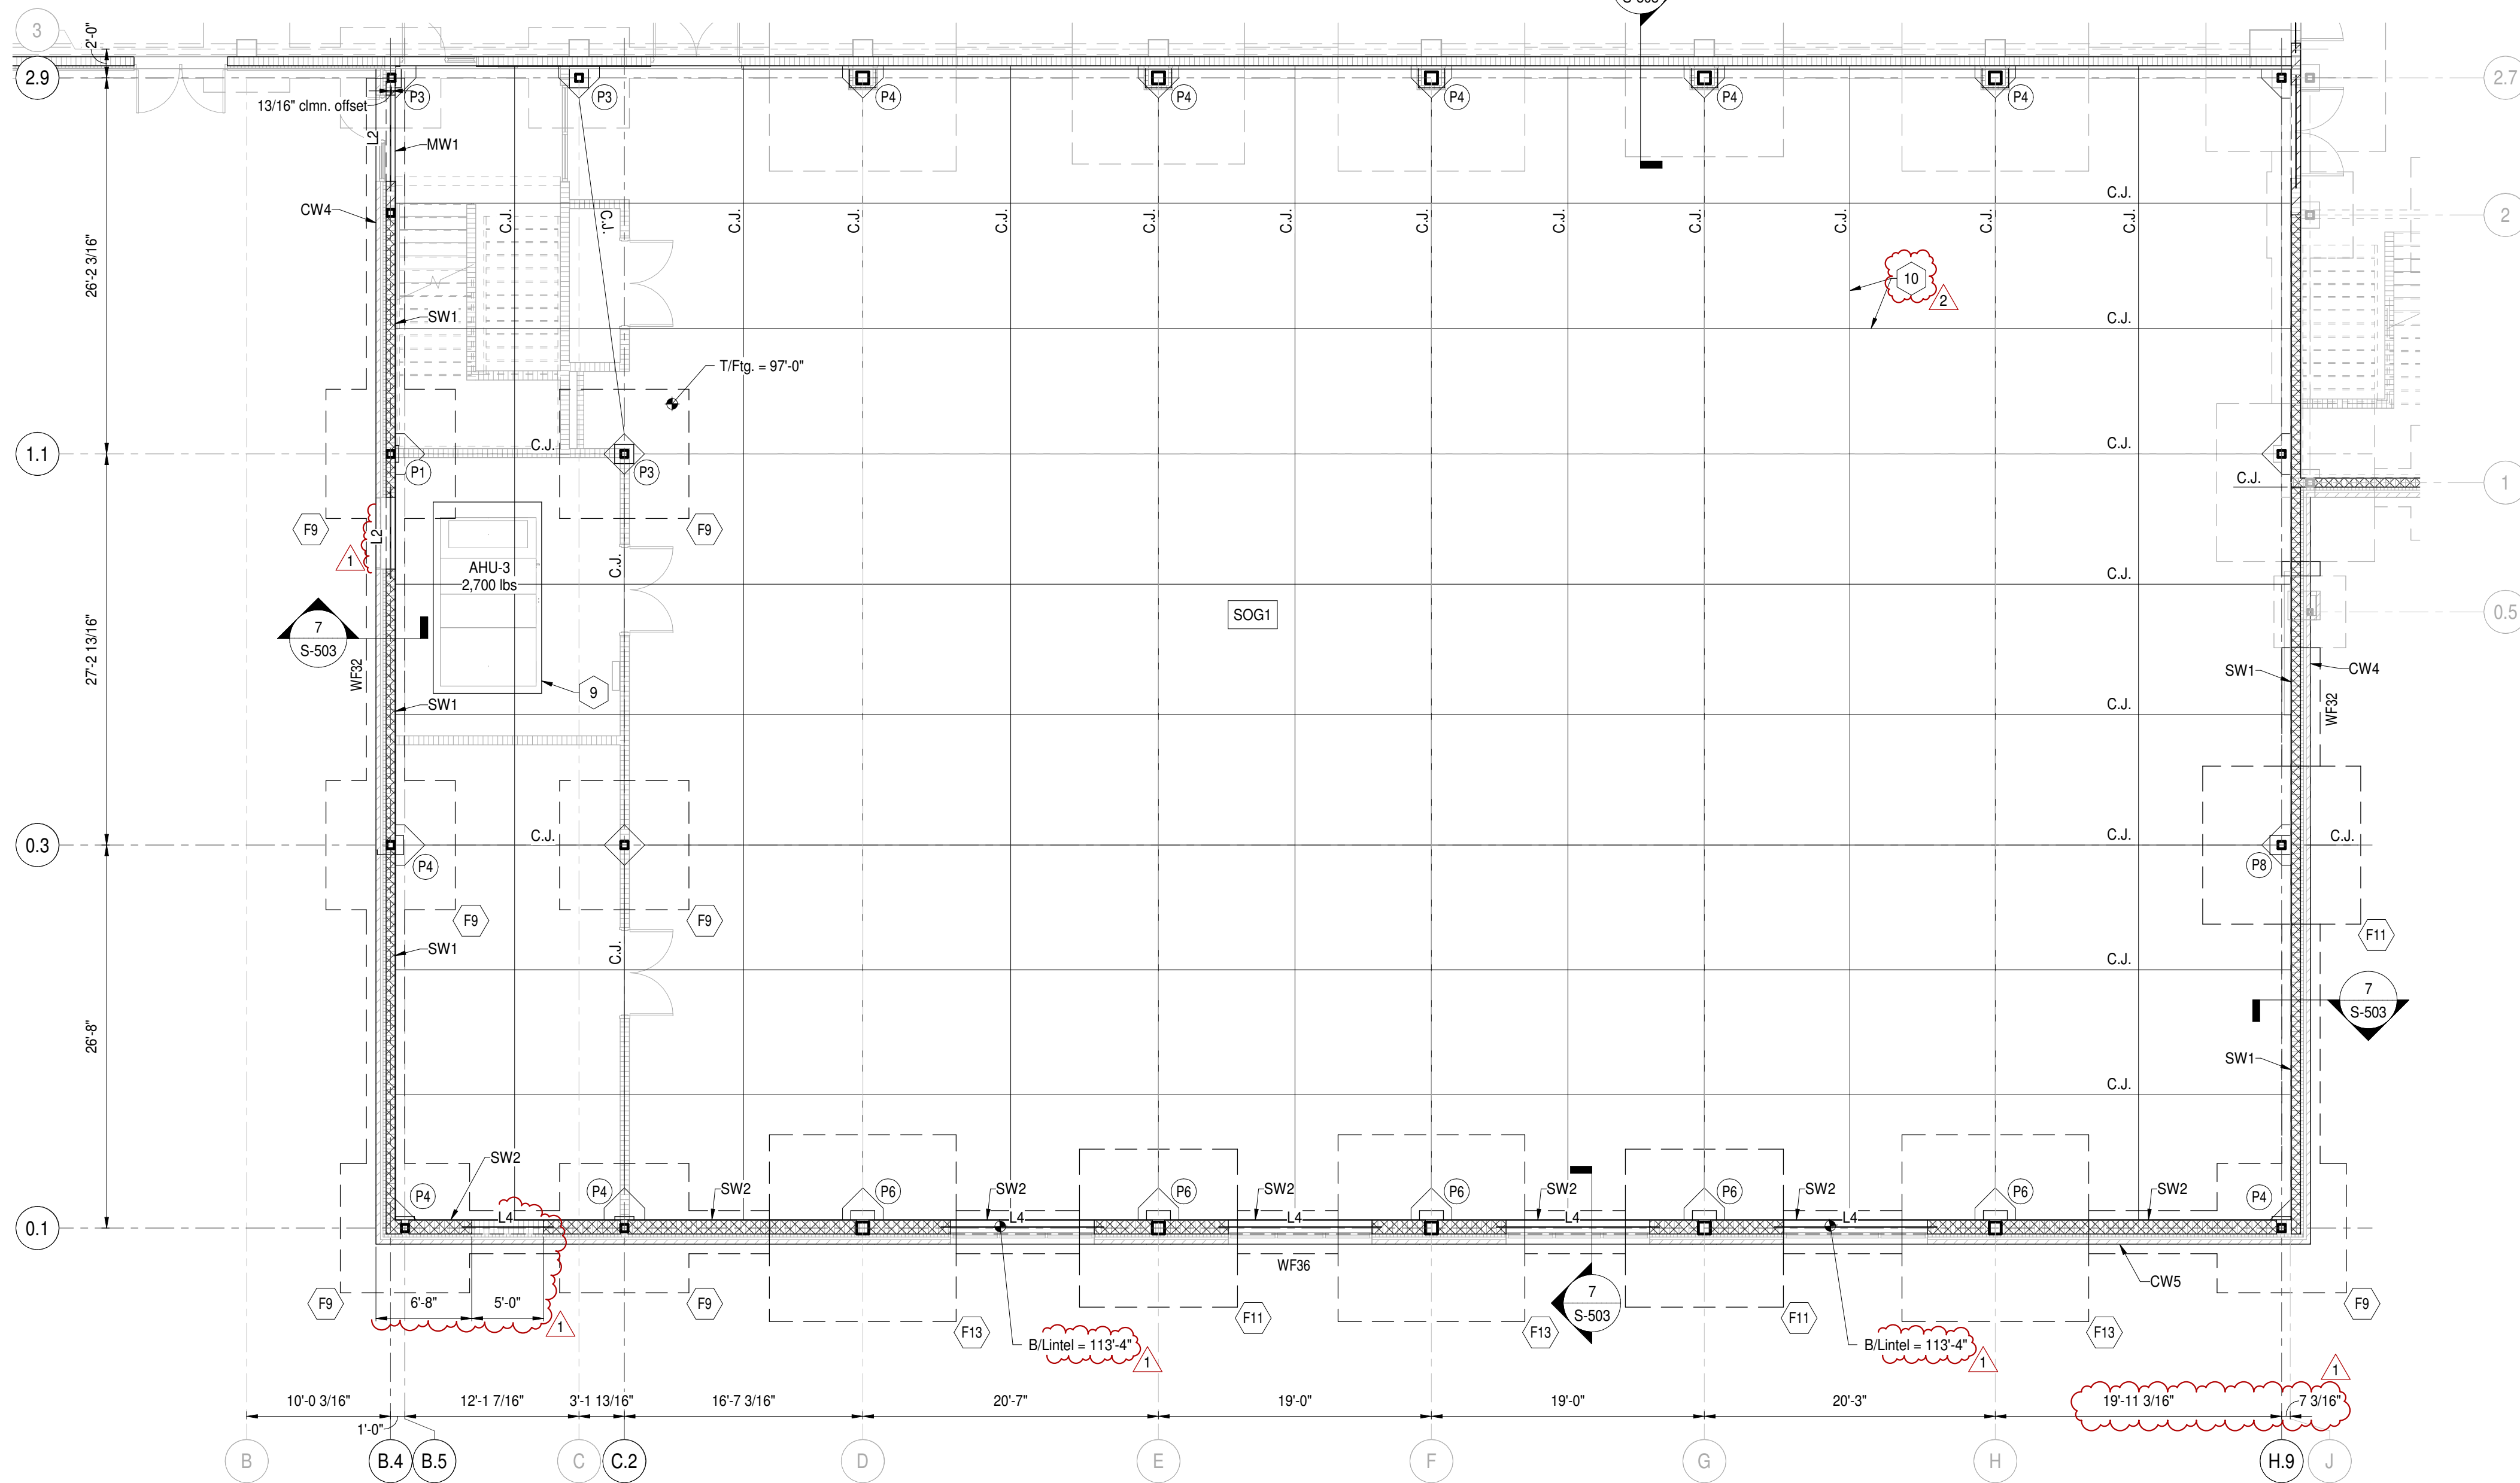 S-503
3
2'-0"
2.9
2.7
13/16" clmn. offset
P3
P3
P4
P4
P4
P4
P4
L2
MW1
CW4
C.J.
C.J.
C.J.
C.J.
C.J.
C.J.
C.J.
C.J.
C.J.
C.J.
C.J.
C.J.
C.J.
2
26'-2 3/16"
10
2
SW1
C.J.
T/Ftg. = 97'-0"
1.1
C.J.
C.J.
P1
P3
C.J.
1
F9
L2
1
F9
C.J.
AHU-3
2,700 lbs
C.J.
SOG1
0.5
7
S-503
27'-2 13/16"
WF32
9
SW1
SW1
CW4
WF32
C.J.
0.3
C.J.
C.J.
C.J.
P4
P8
F9
F9
F11
SW1
C.J.
C.J.
7
S-503
26'-8"
SW1
C.J.
SW2
P4
P4
SW2
P6
SW2
P6
SW2
P6
SW2
P6
SW2
P6
SW2
P4
0.1
L4
L4
L4
L4
L4
WF36
CW5
F9
6'-8"
5'-0"
1
F9
F13
B/Lintel = 113'-4"
1
F11
F13
7
S-503
F11
B/Lintel = 113'-4"
1
F13
F9
1
10'-0 3/16"
1'-0"
12'-1 7/16"
3'-1 13/16"
16'-7 3/16"
20'-7"
19'-0"
19'-0"
20'-3"
19'-11 3/16"
7 3/16"
B
B.4
B.5
C
C.2
D
E
F
G
H
H.9
J